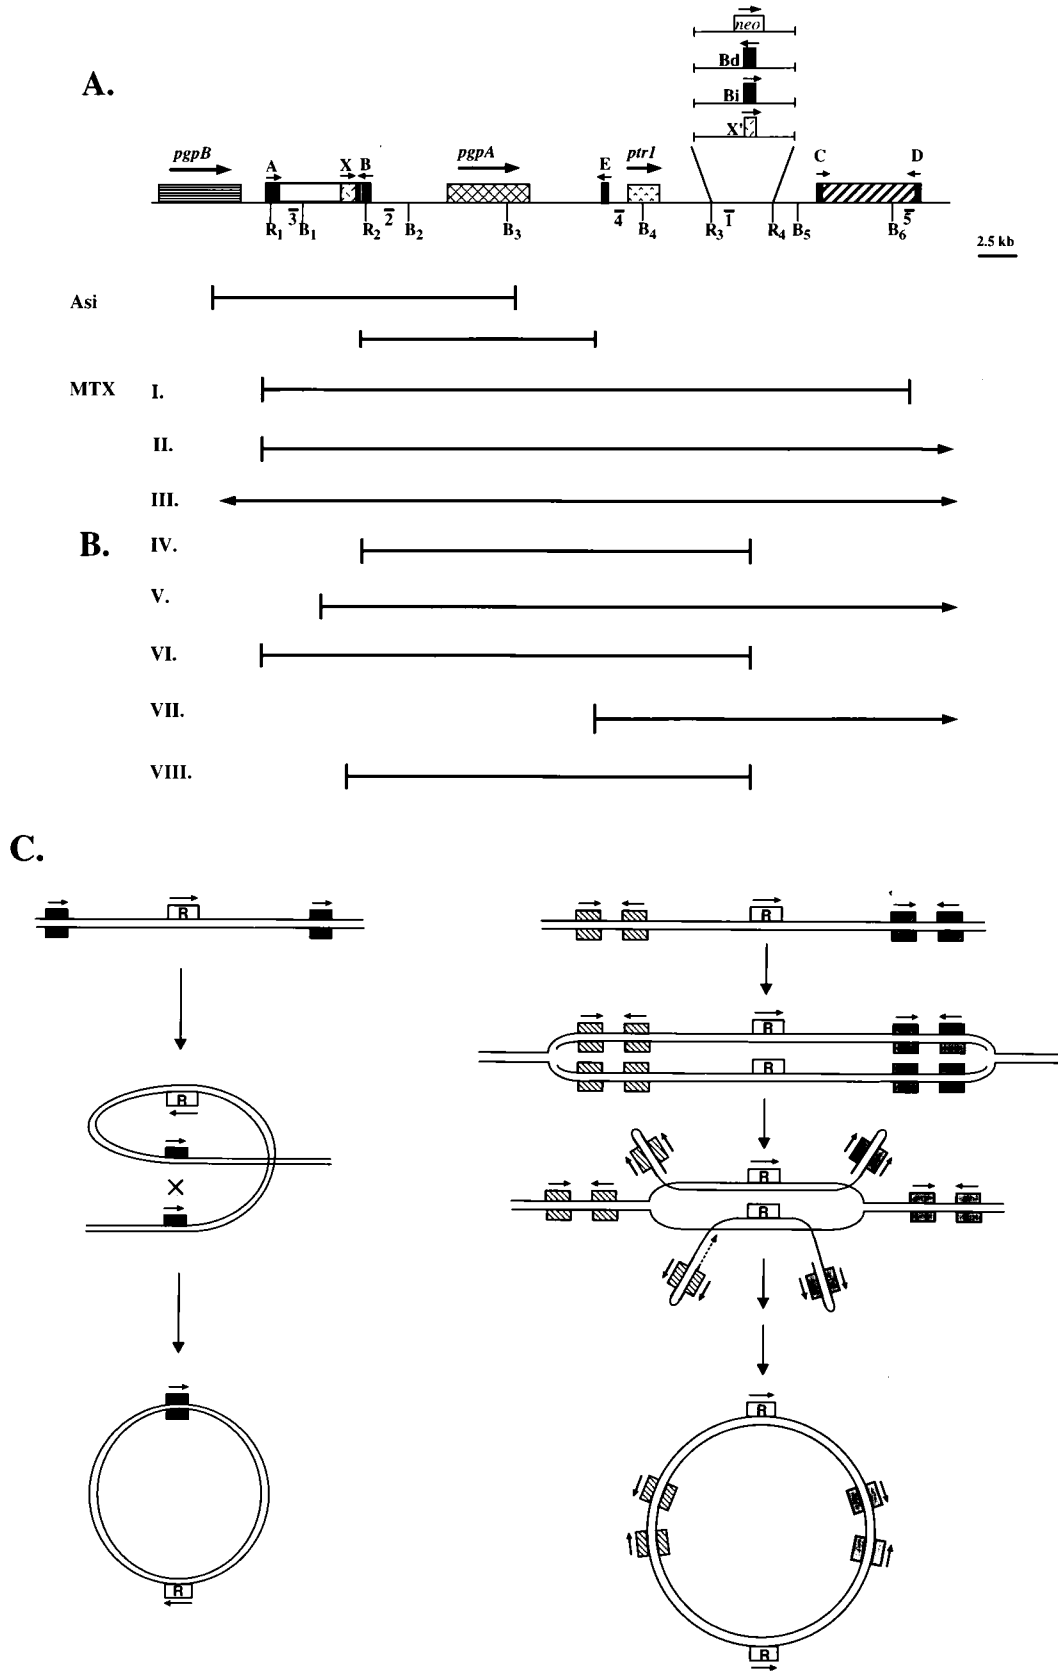 neo
Bd
A.
Bi
X'
pgpB A X B pgpA E ptr1 C D
3 2 4 1 5
R1 B1 R2 B2 B3 B4 R3 R4 B5 B6
2.5 kb
Asi
MTX I.
II.
III.
B. IV.
V.
VI.
VII.
VIII.
C.
R R
R R
R
R
R
R
R
R